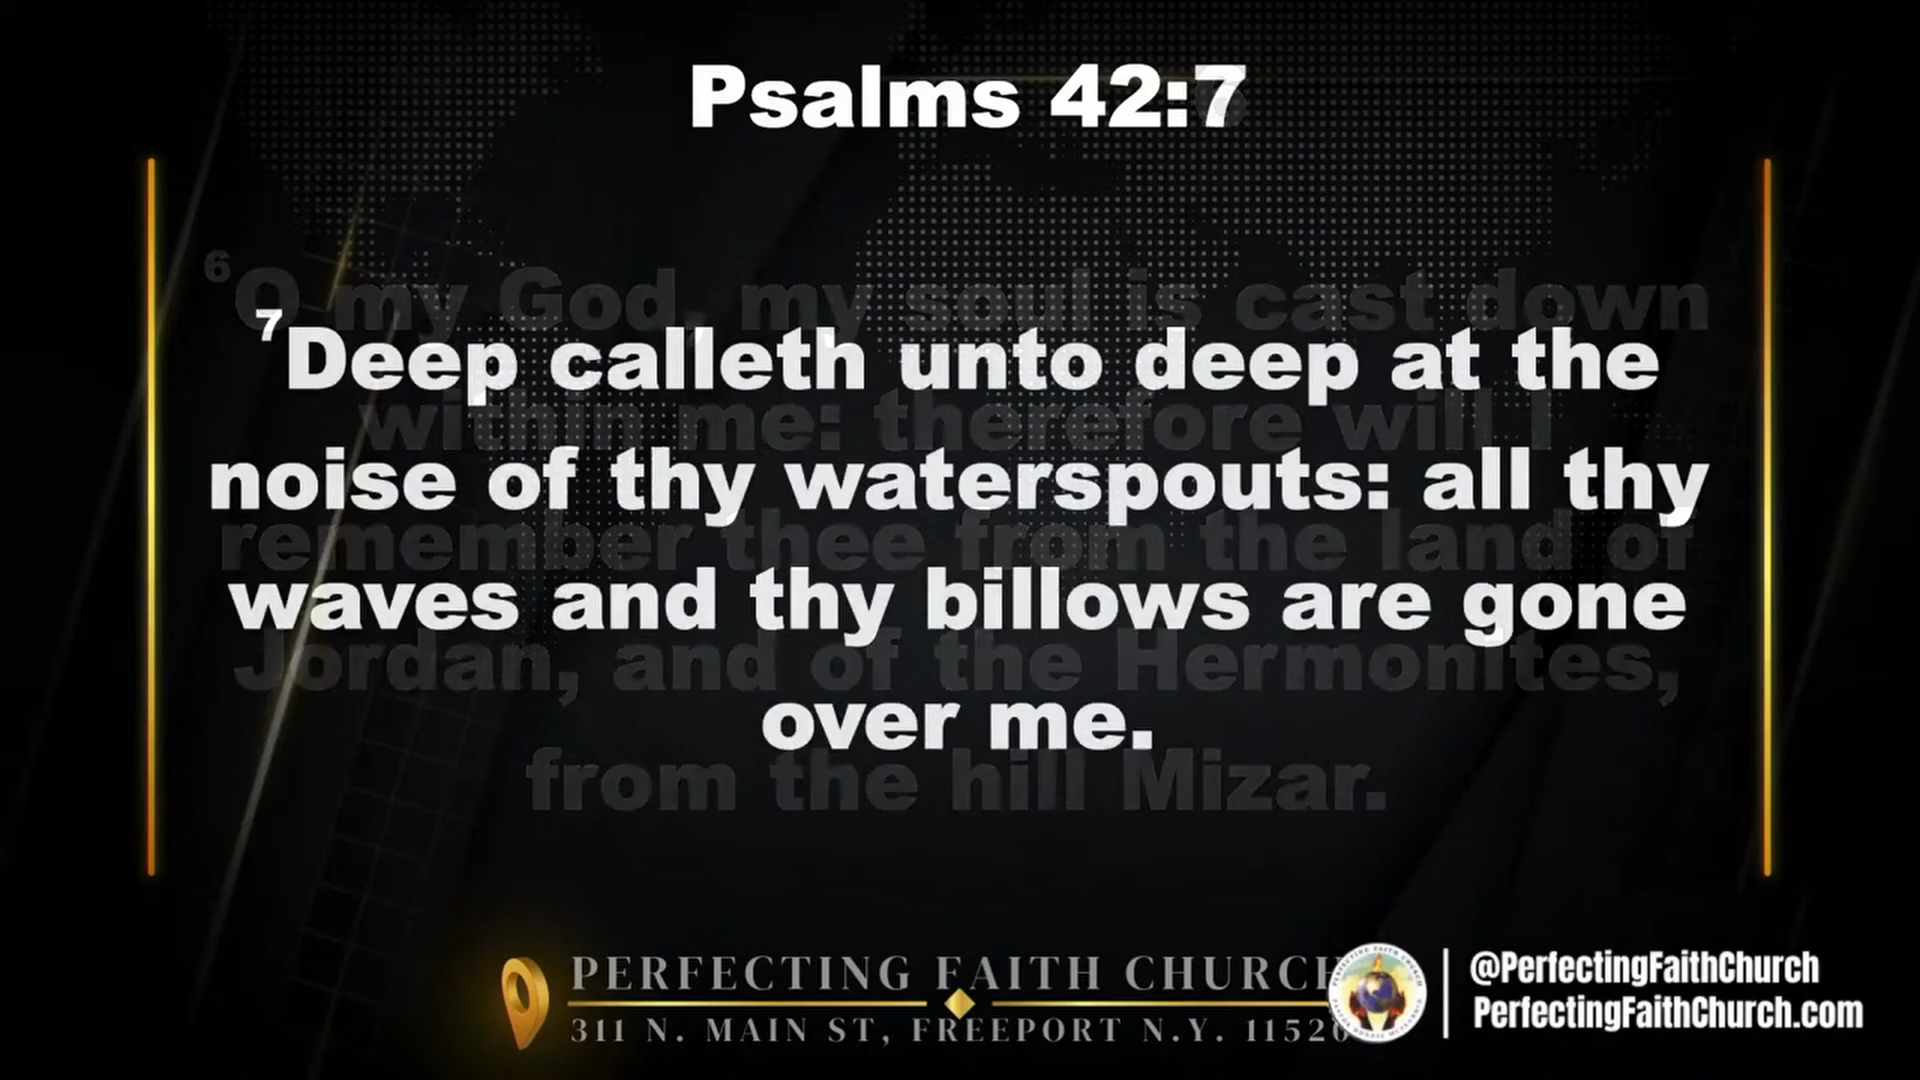 Psalms 42:7
6 O my God, my soul is cast down
7 Deep calleth unto deep at the
within me: therefore will I
noise of thy waterspouts: all thy
remember thee from the land of
waves and thy billows are gone
Jordan, and of the Hermonites,
over me.
from the hill Mizar.
PERFECTING FAITH CHURCH
311 N. MAIN ST, FREEPORT N.Y. 11520
@PerfectingFaithChurch
PerfectingFaithChurch.com